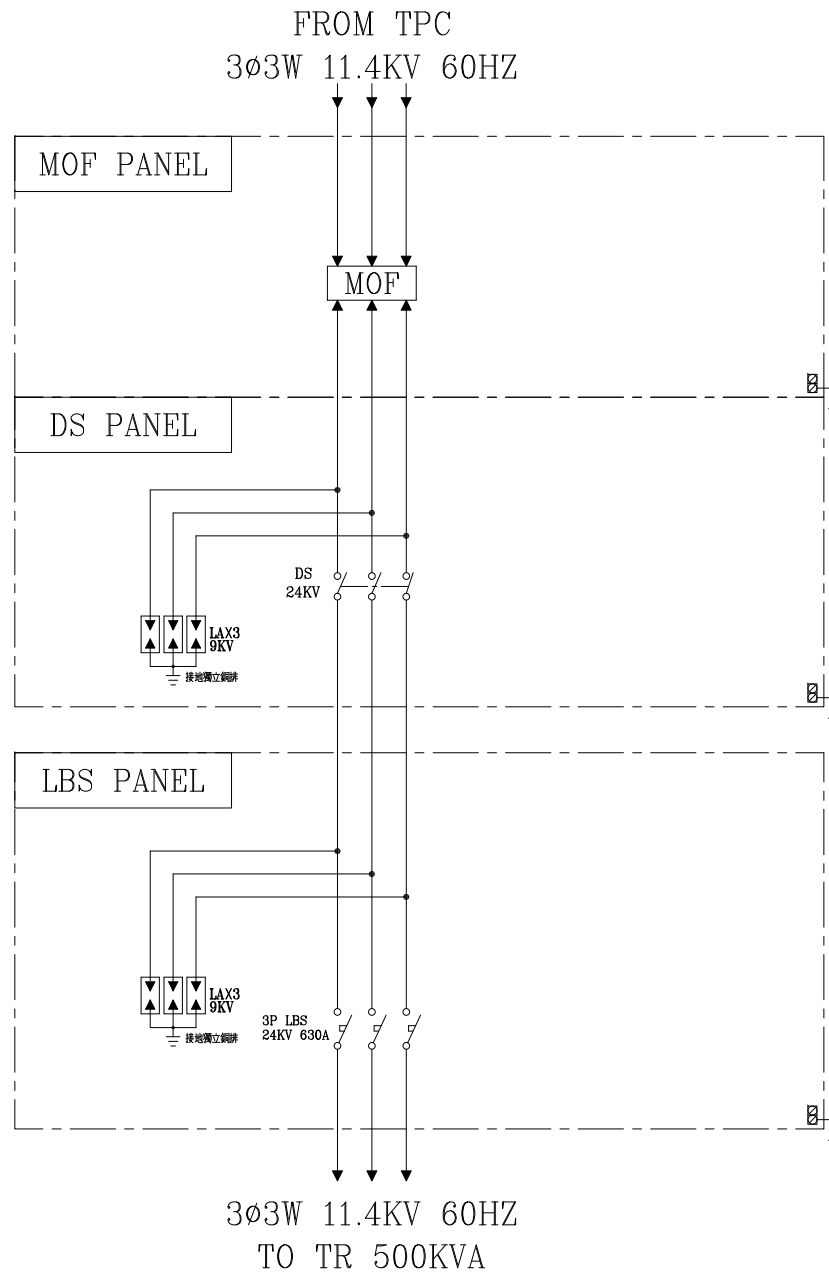 FROM TPC
3ø3W 11.4KV 60HZ
MOF PANEL
MOF
DS PANEL
DS
24KV
LAX3
9KV
接地獨立銅排
LBS PANEL
LAX3
9KV
接地獨立銅排
3P LBS
24KV 630A
3ø3W 11.4KV 60HZ
TO TR 500KVA